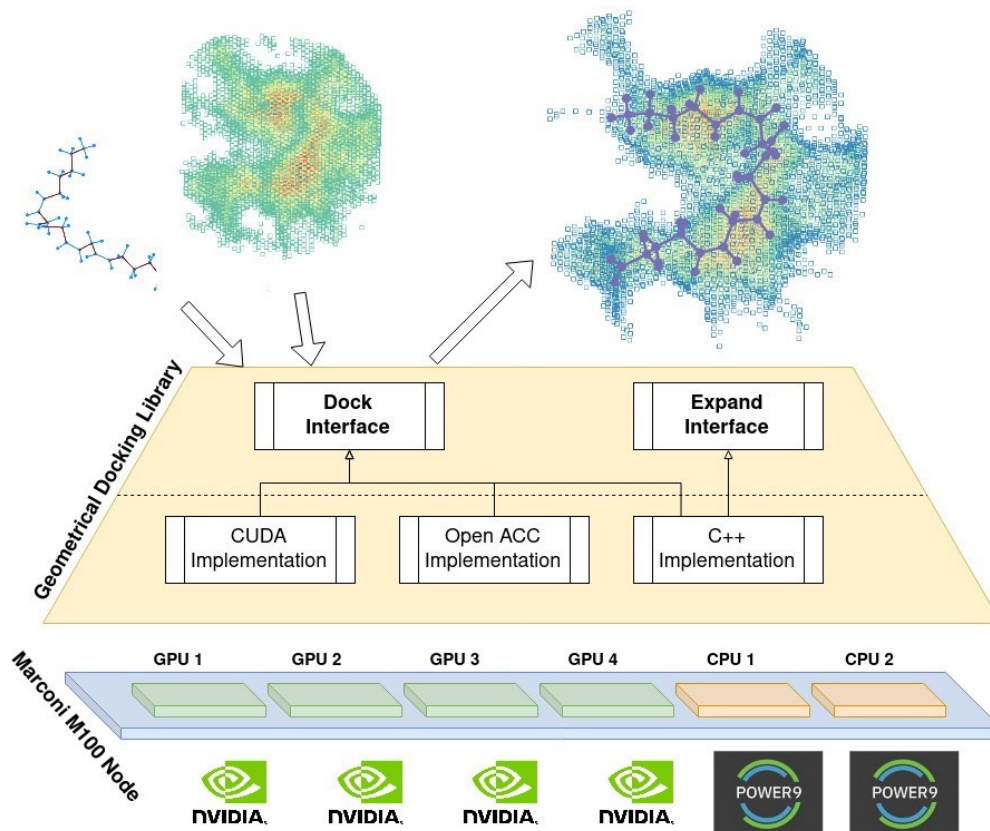 Geometrical Docking Library
Dock
Interface
Expand
Interface
CUDA
Implementation
Open ACC
Implementation
C++
Implementation
Marconi M100 Node
GPU 1
GPU 2
GPU 3
GPU 4
CPU 1
CPU 2
NVIDIA.
NVIDIA.
NVIDIA.
NVIDIA.
POWER9
POWER9